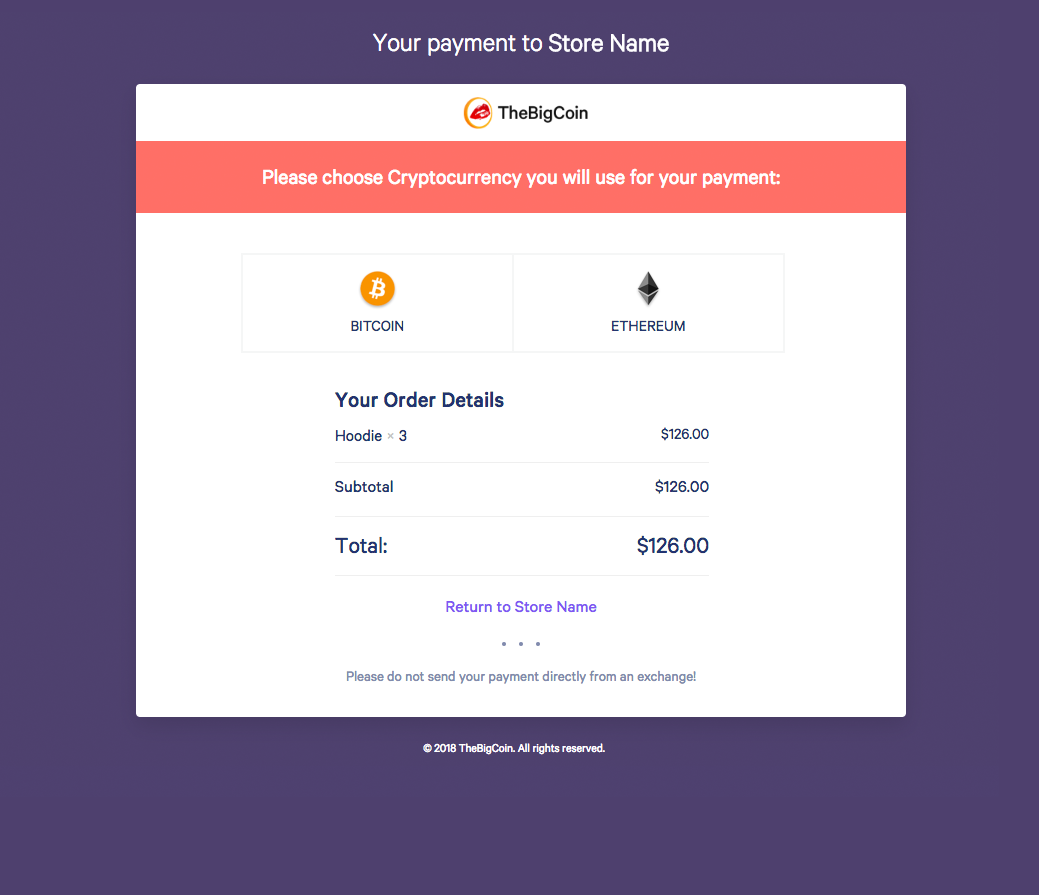 Your payment to Store Name
TheBigCoin
Please choose Cryptocurrency you will use for your payment:
BITCOIN ETHEREUM
Your Order Details
Hoodie × 3 $126.00
Subtotal $126.00
Total: $126.00
Return to Store Name
• • •
Please do not send your payment directly from an exchange!
© 2018 TheBigCoin. All rights reserved.